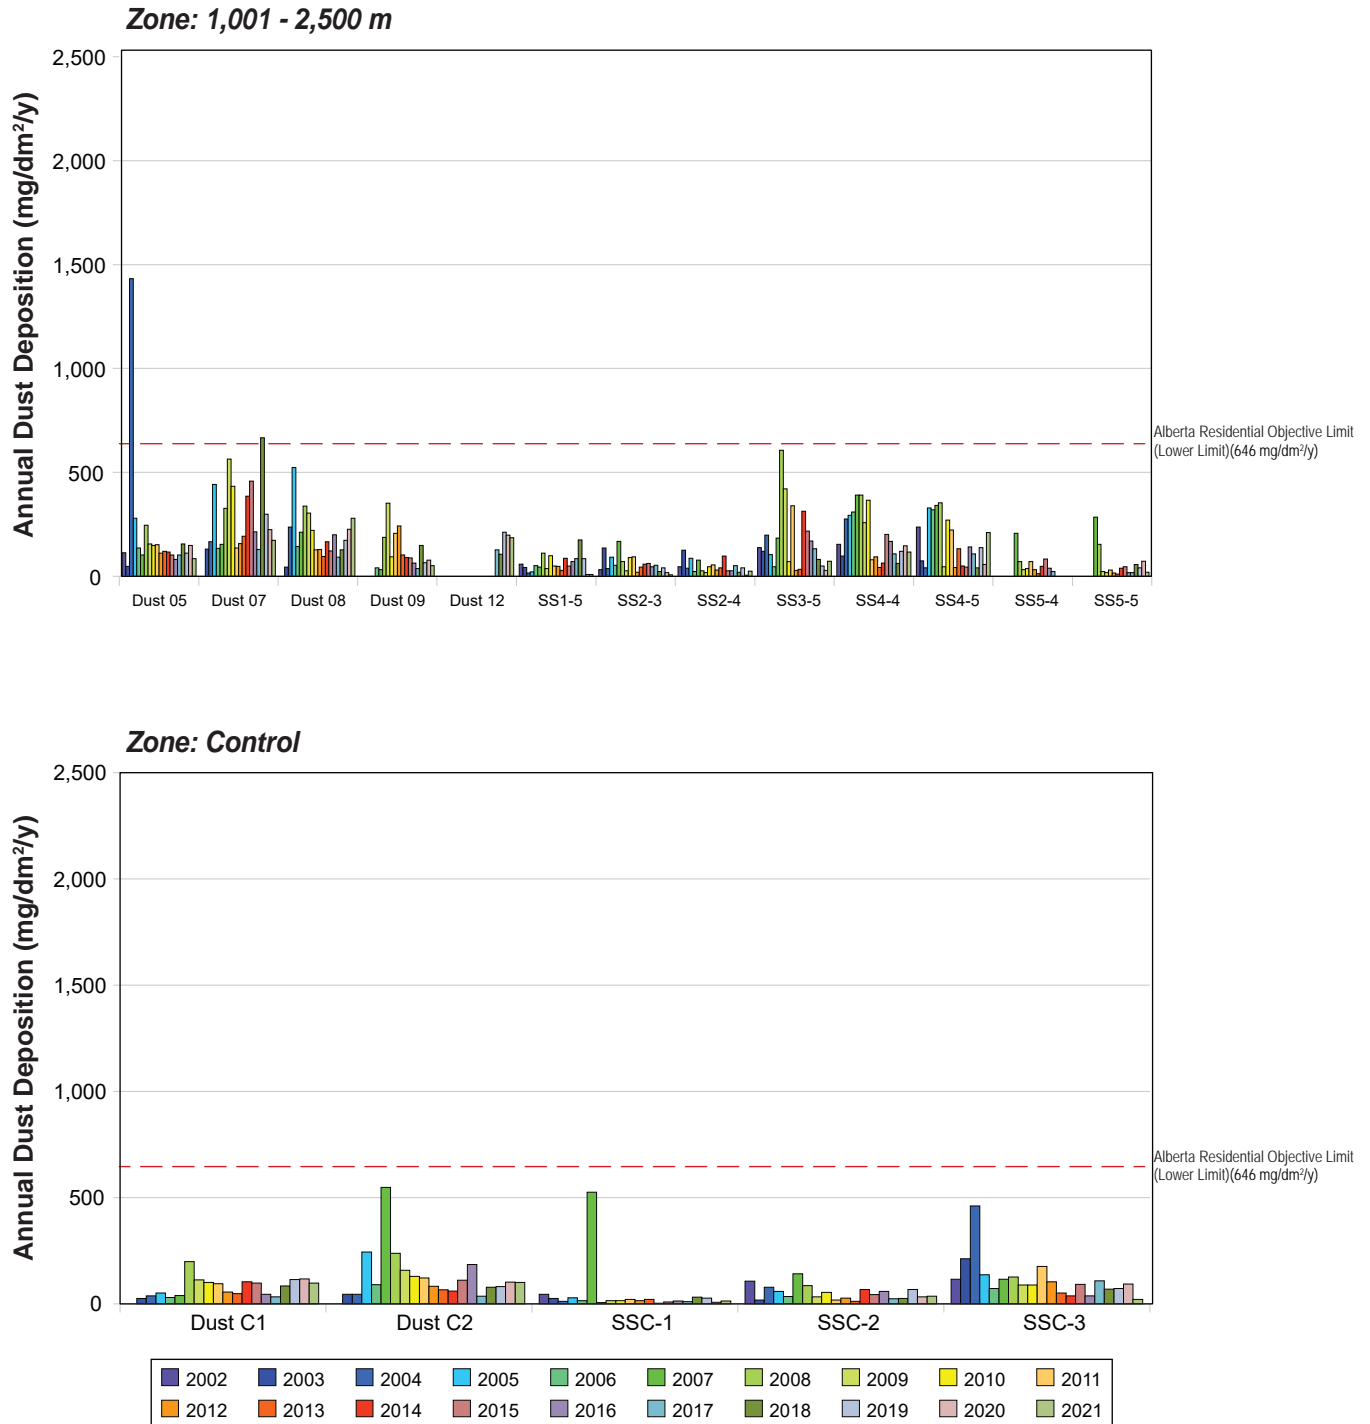 Zone: 1,001 - 2,500 m
Annual Dust Deposition (mg/dm²/y)
2,500
2,000
1,500
1,000
500
0
Alberta Residential Objective Limit
(Lower Limit)(646 mg/dm²/y)
Dust 05 Dust 07 Dust 08 Dust 09 Dust 12 SS1-5 SS2-3 SS2-4 SS3-5 SS4-4 SS4-5 SS5-4 SS5-5
Zone: Control
Annual Dust Deposition (mg/dm²/y)
2,500
2,000
1,500
1,000
500
0
Alberta Residential Objective Limit
(Lower Limit)(646 mg/dm²/y)
Dust C1 Dust C2 SSC-1 SSC-2 SSC-3
2002 2003 2004 2005 2006 2007 2008 2009 2010 2011
2012 2013 2014 2015 2016 2017 2018 2019 2020 2021